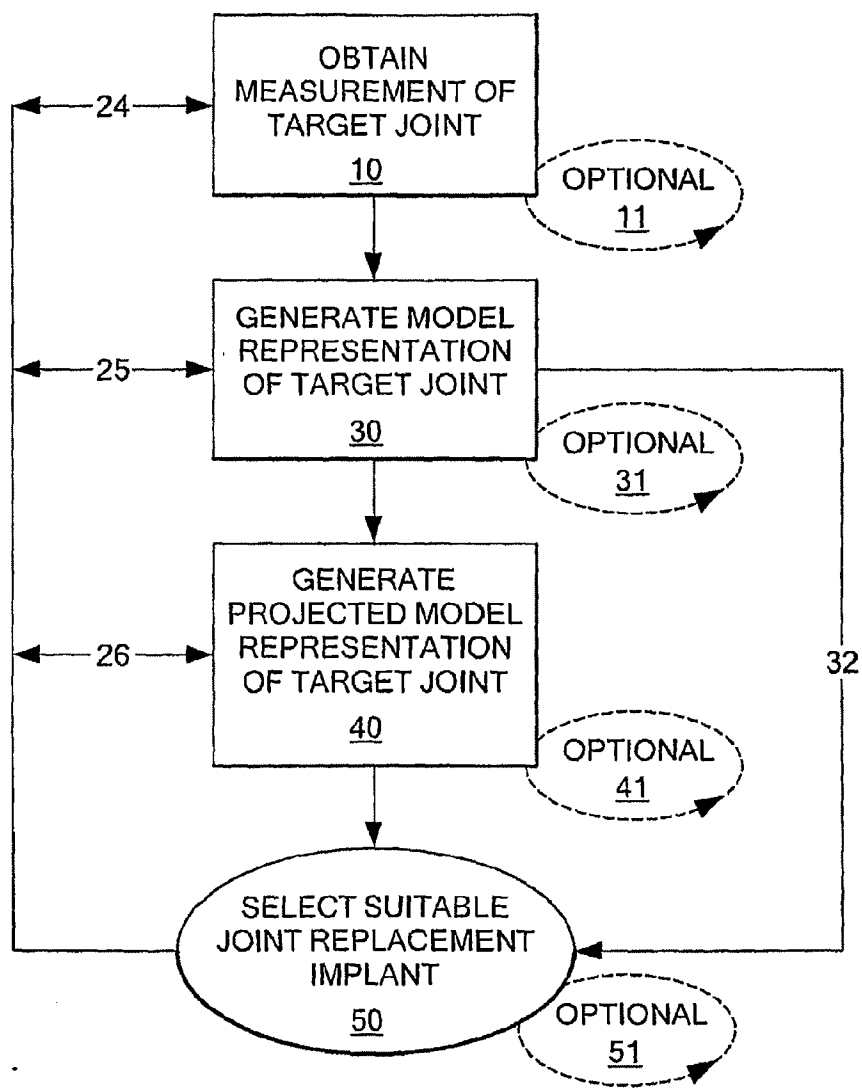 OBTAIN
MEASUREMENT OF
TARGET JOINT
10
24
OPTIONAL
11
GENERATE MODEL
REPRESENTATION
OF TARGET JOINT
30
25
OPTIONAL
31
GENERATE
PROJECTED MODEL
REPRESENTATION
OF TARGET JOINT
40
26
32
OPTIONAL
41
SELECT SUITABLE
JOINT REPLACEMENT
IMPLANT
50
OPTIONAL
51